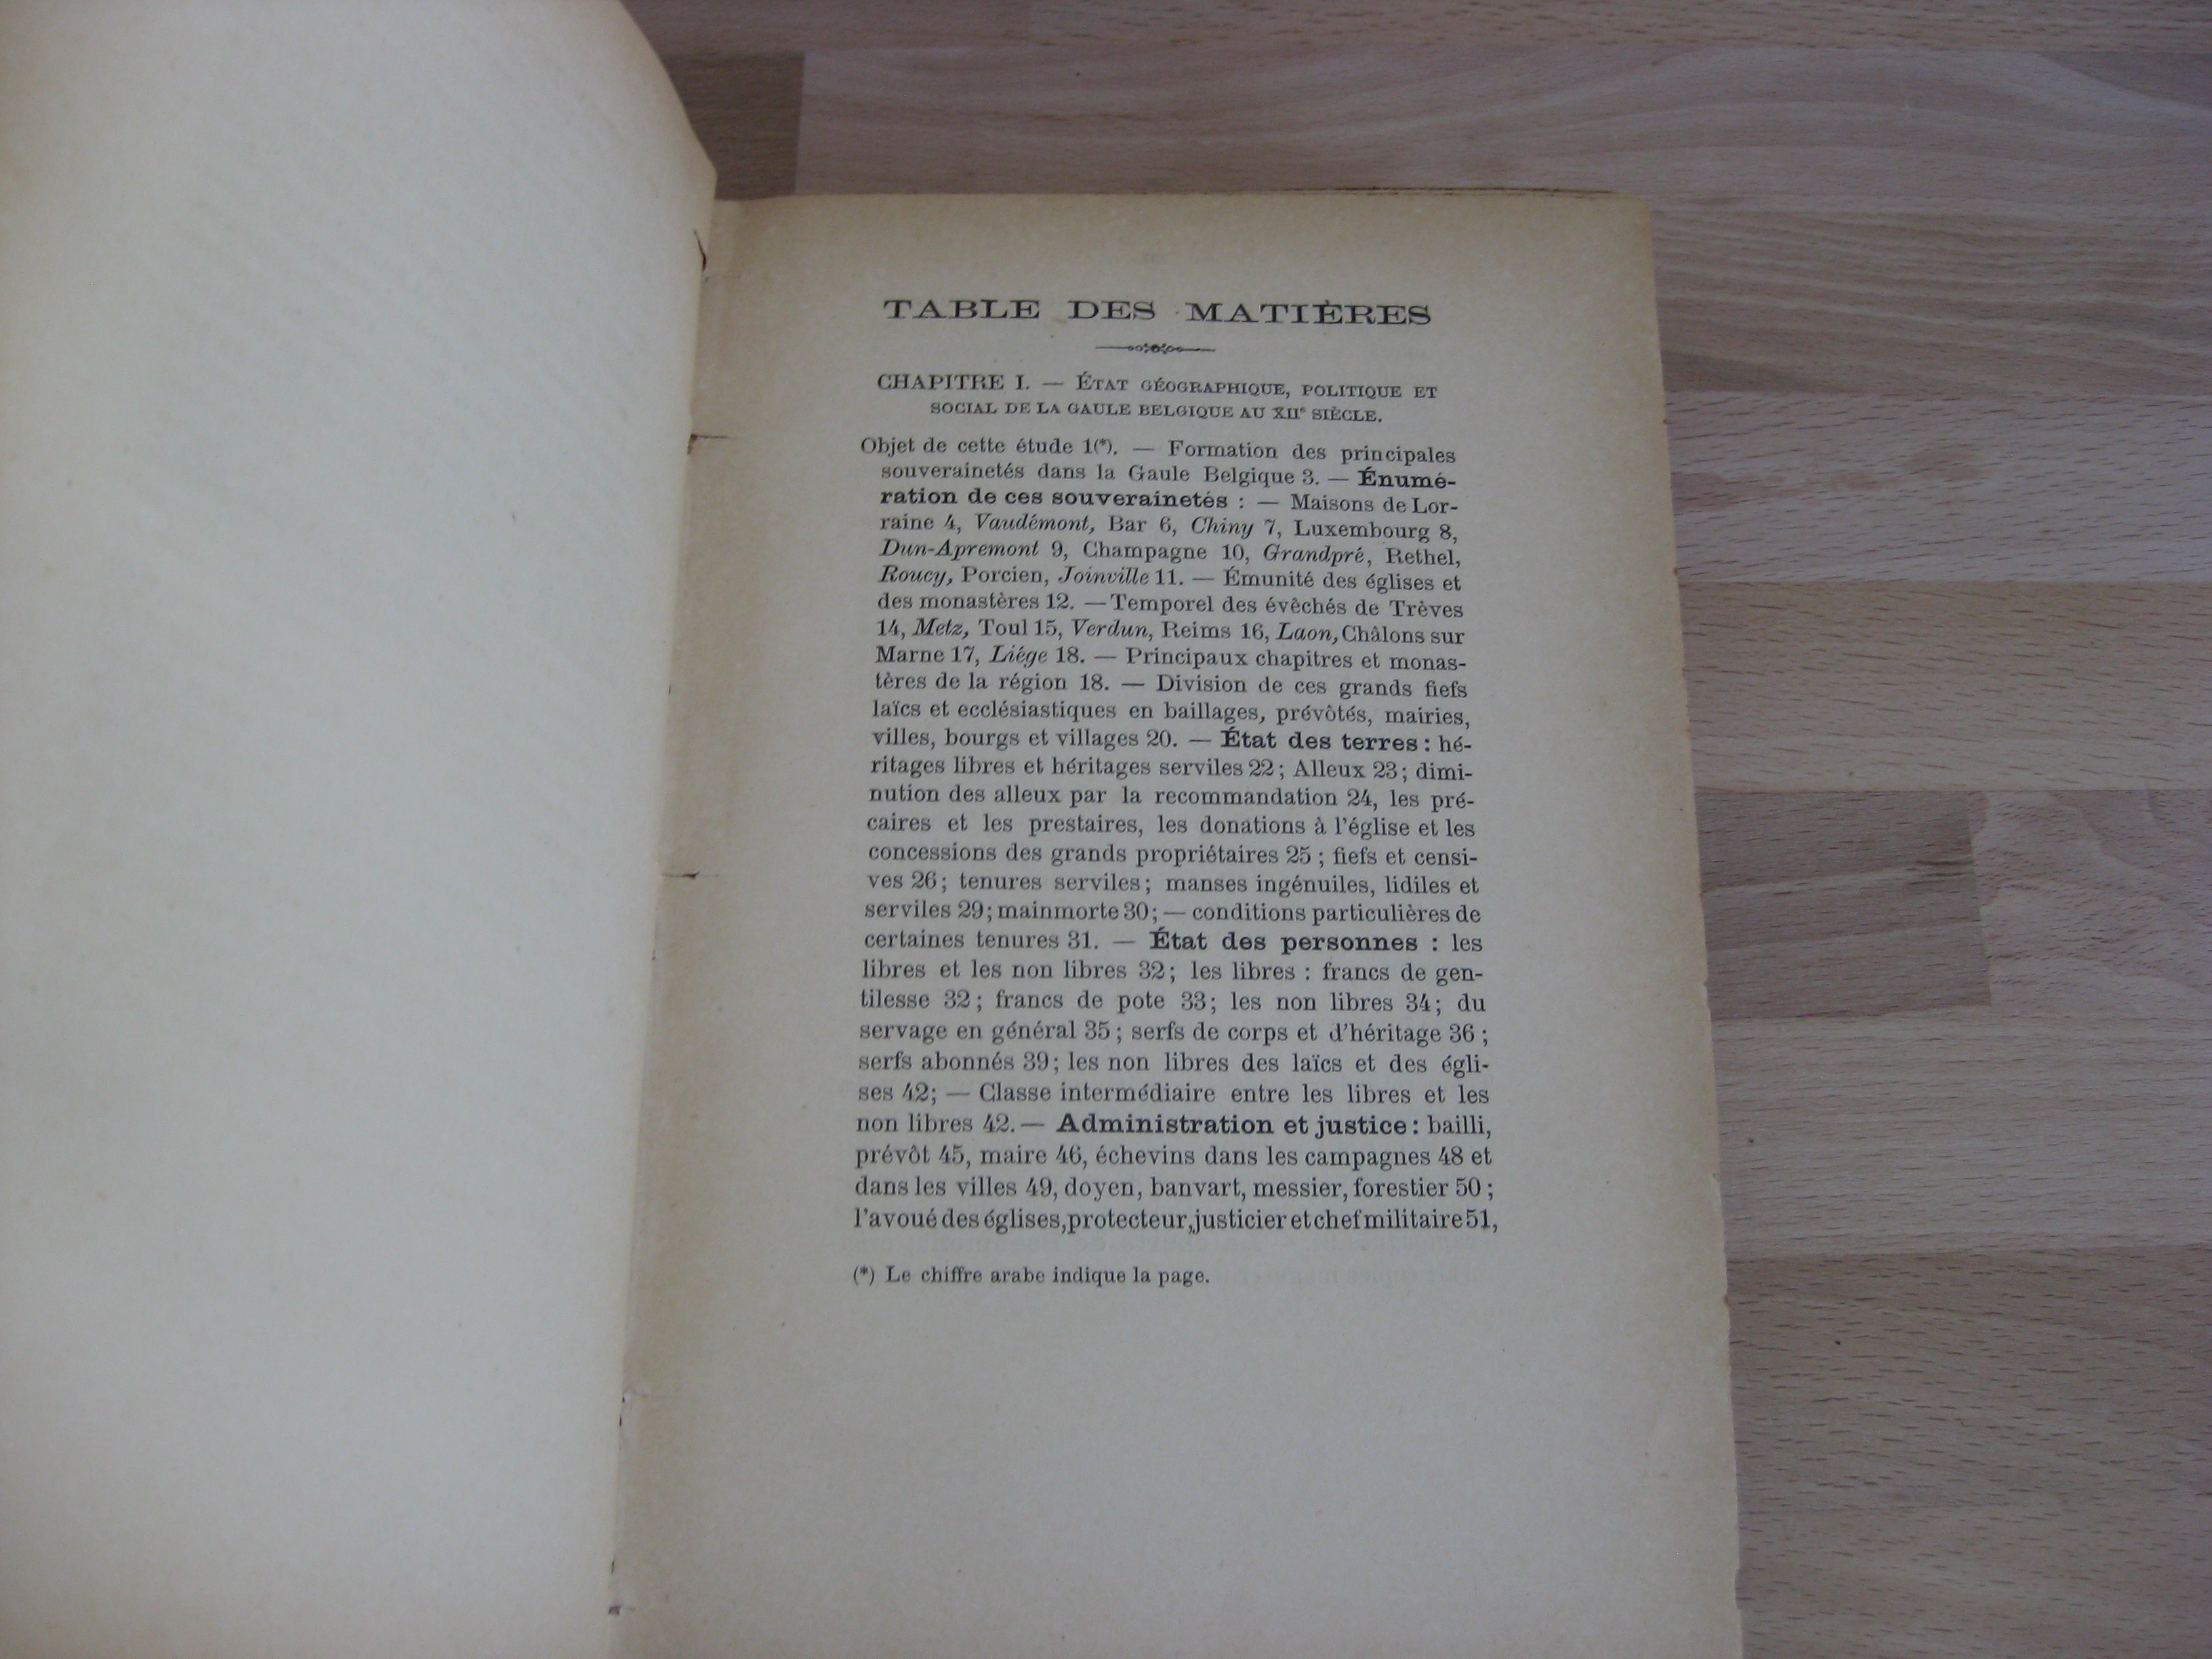 TABLE DES MATIÈRES
CHAPITRE I. — ÉTAT GÉOGRAPHIQUE, POLITIQUE ET
SOCIAL DE LA GAULE BELGIQUE AU XIIe SIÈCLE.
Objet de cette étude 1(*). — Formation des principales
souverainetés dans la Gaule Belgique 3. — Énumé-
ration de ces souverainetés : — Maisons de Lor-
raine 4, Vaudémont, Bar 6, Chiny 7, Luxembourg 8,
Dun-Apremont 9, Champagne 10, Grandpré, Rethel,
Roucy, Porcien, Joinville 11. — Émunité des églises et
des monastères 12. — Temporel des évêchés de Trèves
14, Metz, Toul 15, Verdun, Reims 16, Laon, Châlons sur
Marne 17, Liége 18. — Principaux chapitres et monas-
tères de la région 18. — Division de ces grands fiefs
laïcs et ecclésiastiques en baillages, prévôtés, mairies,
villes, bourgs et villages 20. — État des terres : hé-
ritages libres et héritages serviles 22 ; Alleux 23 ; dimi-
nution des alleux par la recommandation 24, les pré-
caires et les prestaires, les donations à l'église et les
concessions des grands propriétaires 25 ; fiefs et censi-
ves 26 ; tenures serviles ; manses ingénuiles, lidiles et
serviles 29 ; mainmorte 30 ; — conditions particulières de
certaines tenures 31. — État des personnes : les
libres et les non libres 32 ; les libres : francs de gen-
tilesse 32 ; francs de pote 33 ; les non libres 34 ; du
servage en général 35 ; serfs de corps et d'héritage 36 ;
serfs abonnés 39 ; les non libres des laïcs et des égli-
ses 42 ; — Classe intermédiaire entre les libres et les
non libres 42. — Administration et justice : bailli,
prévôt 45, maire 46, échevins dans les campagnes 48 et
dans les villes 49, doyen, banvart, messier, forestier 50 ;
l'avoué des églises, protecteur, justicier et chef militaire 51,
(*) Le chiffre arabe indique la page.